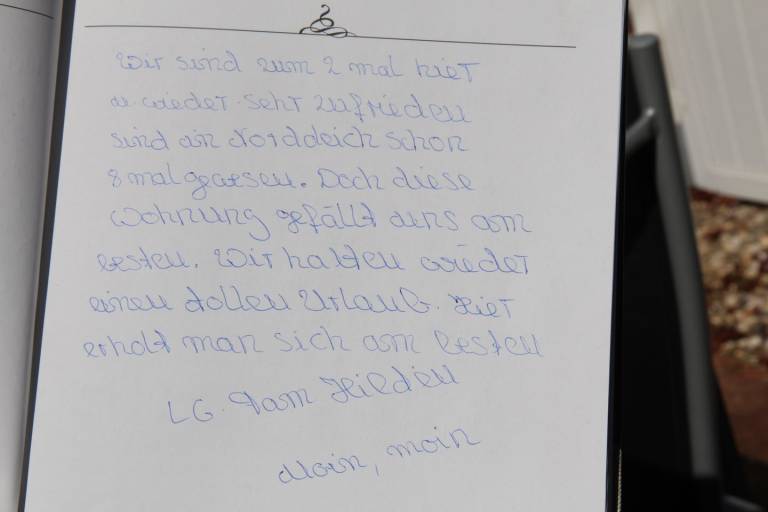 Wir sind zum 2 mal hier
u. wieder sehr zufrieden
sind in Norddeich schon
8 mal gewesen. Doch diese
Wohnung gefällt uns am
besten. Wir hatten wieder
einen tollen Urlaub. Hier
erholt man sich am besten
LG. Fam
Moin, moin